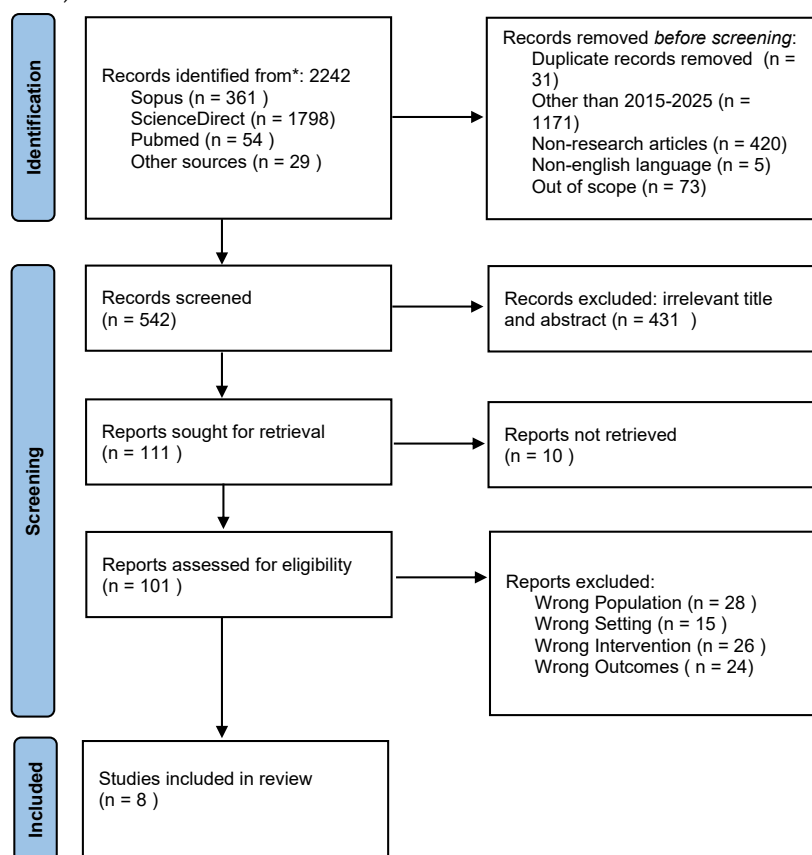 Identification
Records identified from*: 2242
Sopus (n = 361 )
ScienceDirect (n = 1798)
Pubmed (n = 54 )
Other sources (n = 29 )
Records removed before screening:
Duplicate records removed (n =
31)
Other than 2015-2025 (n =
1171)
Non-research articles (n = 420)
Non-english language (n = 5)
Out of scope (n = 73)
Screening
Records screened
(n = 542)
Records excluded: irrelevant title
and abstract (n = 431 )
Reports sought for retrieval
(n = 111 )
Reports not retrieved
(n = 10 )
Reports assessed for eligibility
(n = 101 )
Reports excluded:
Wrong Population (n = 28 )
Wrong Setting (n = 15 )
Wrong Intervention (n = 26 )
Wrong Outcomes ( n = 24)
Included
Studies included in review
(n = 8 )